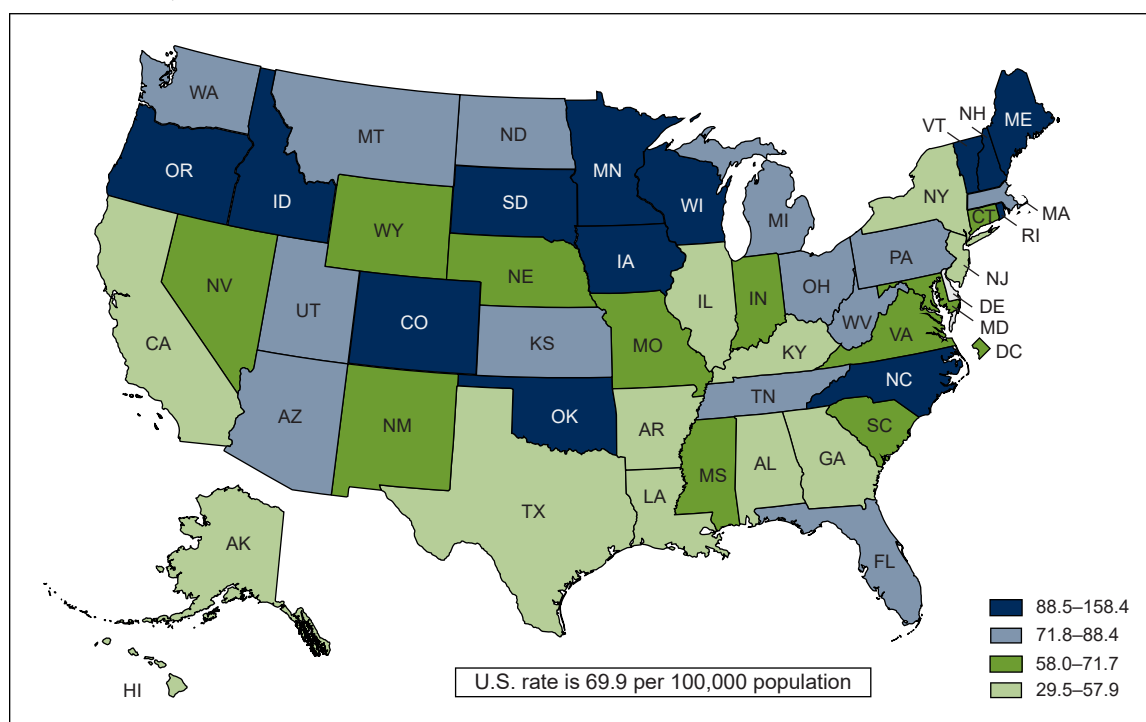 WA
MT
ND
MN
VT
NH
ME
OR
ID
SD
WI
MI
NY
MA
CT
RI
WY
IA
PA
NJ
NE
NV
UT
CO
IL
IN
OH
DE
MD
WV
VA
DC
CA
KS
MO
KY
NC
TN
AZ
NM
OK
AR
SC
MS
AL
GA
LA
TX
AK
FL
HI
88.5–158.4
71.8–88.4
58.0–71.7
29.5–57.9
U.S. rate is 69.9 per 100,000 population